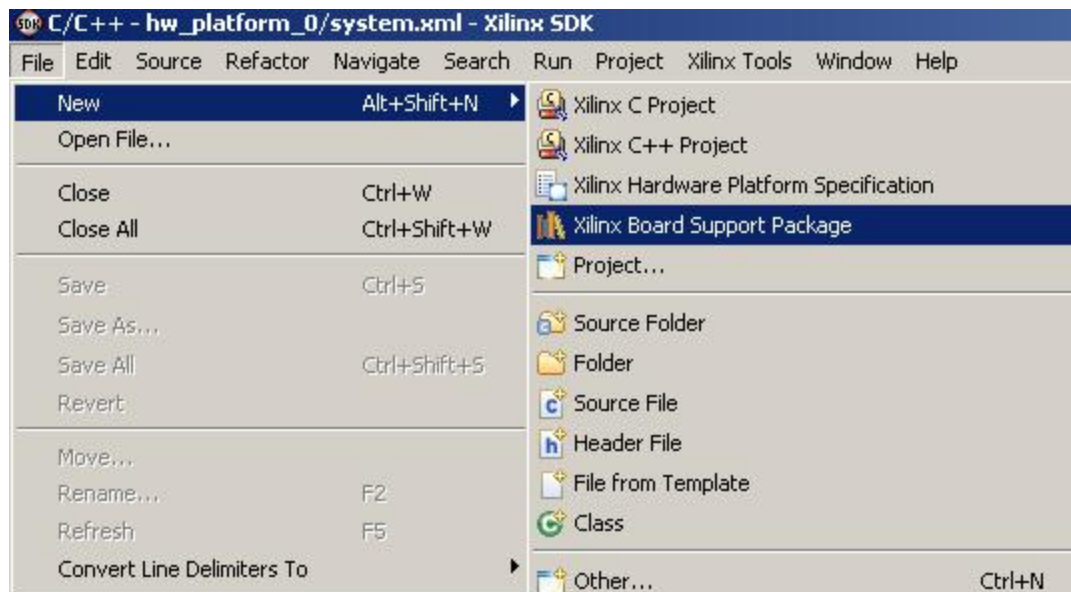 C/C++ - hw_platform_0/system.xml - Xilinx SDK
File Edit Source Refactor Navigate Search Run Project Xilinx Tools Window Help
New Alt+Shift+N
Open File...
Close Ctrl+W
Close All Ctrl+Shift+W
Save Ctrl+S
Save As...
Save All Ctrl+Shift+S
Revert
Move...
Rename... F2
Refresh F5
Convert Line Delimiters To
Xilinx C Project
Xilinx C++ Project
Xilinx Hardware Platform Specification
Xilinx Board Support Package
Project...
Source Folder
Folder
Source File
Header File
File from Template
Class
Other... Ctrl+N